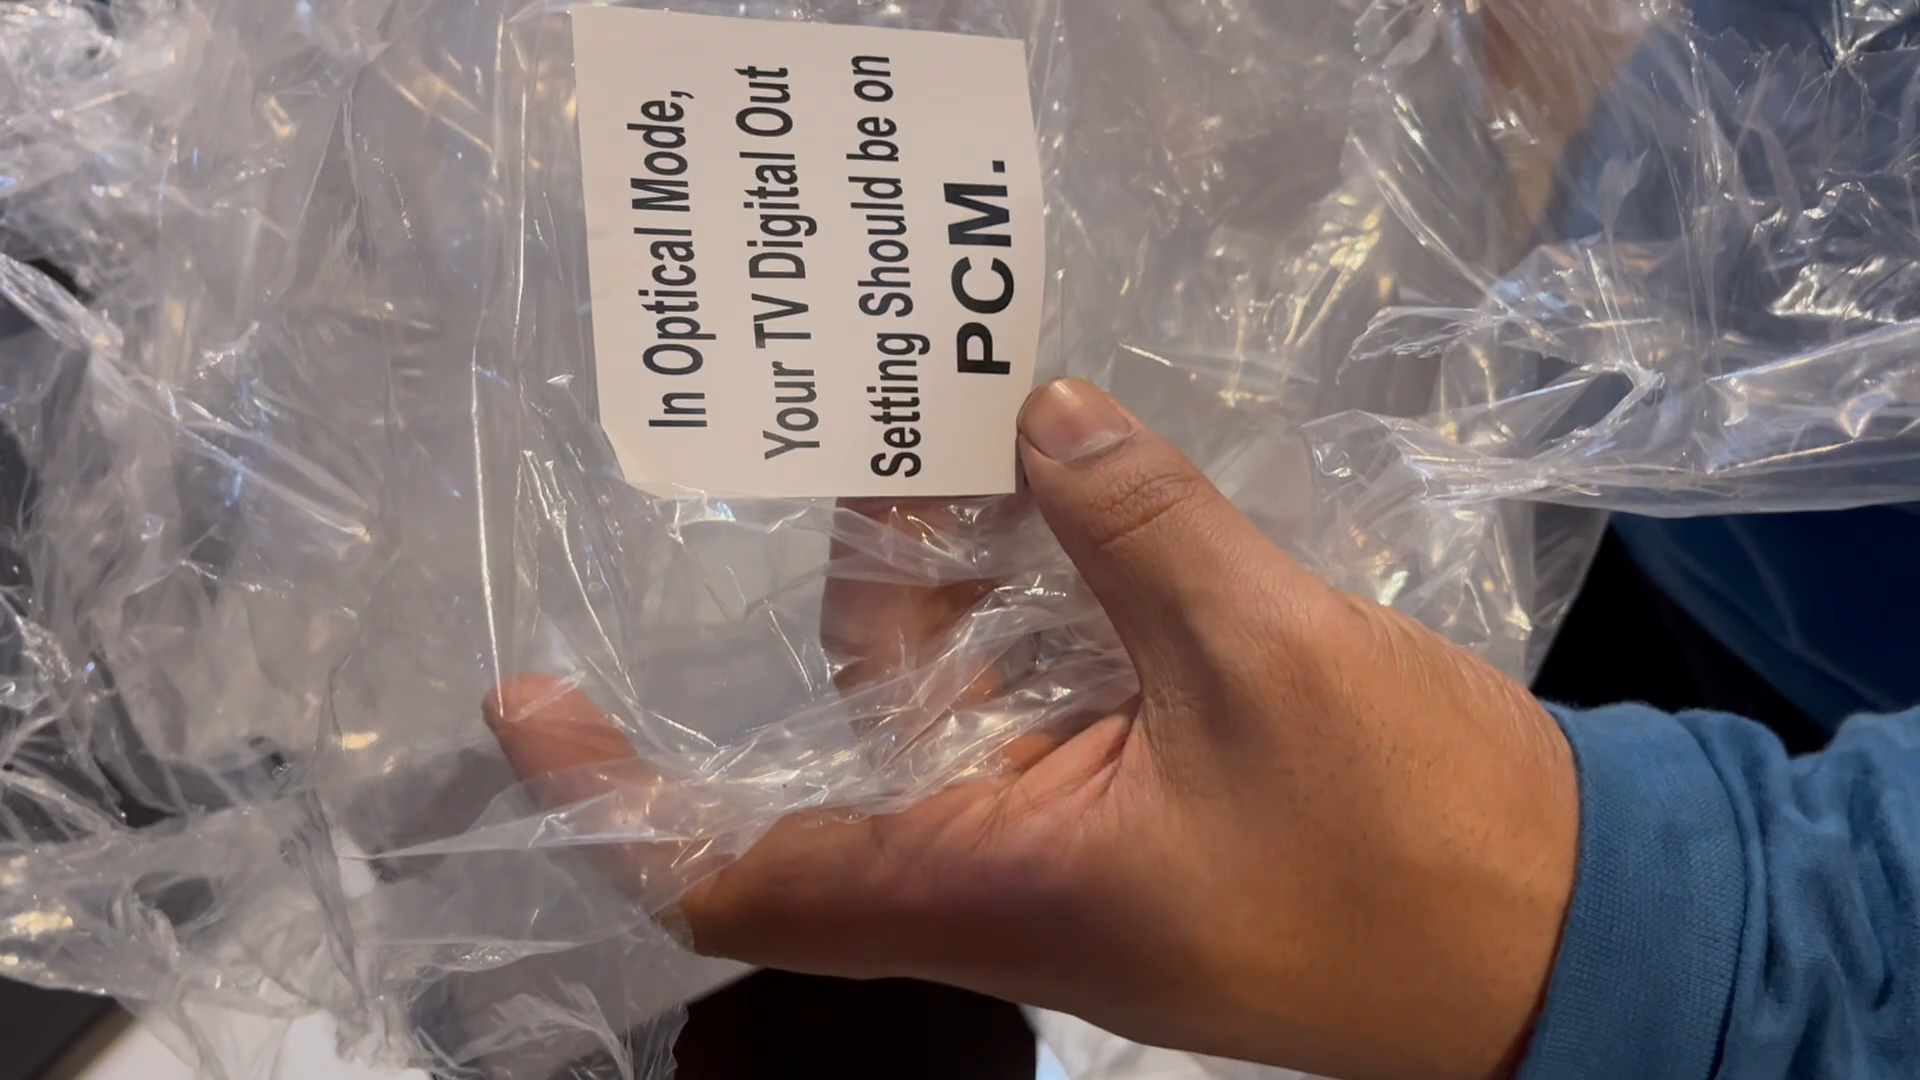 In Optical Mode,
Your TV Digital Out
Setting Should be on
PCM.